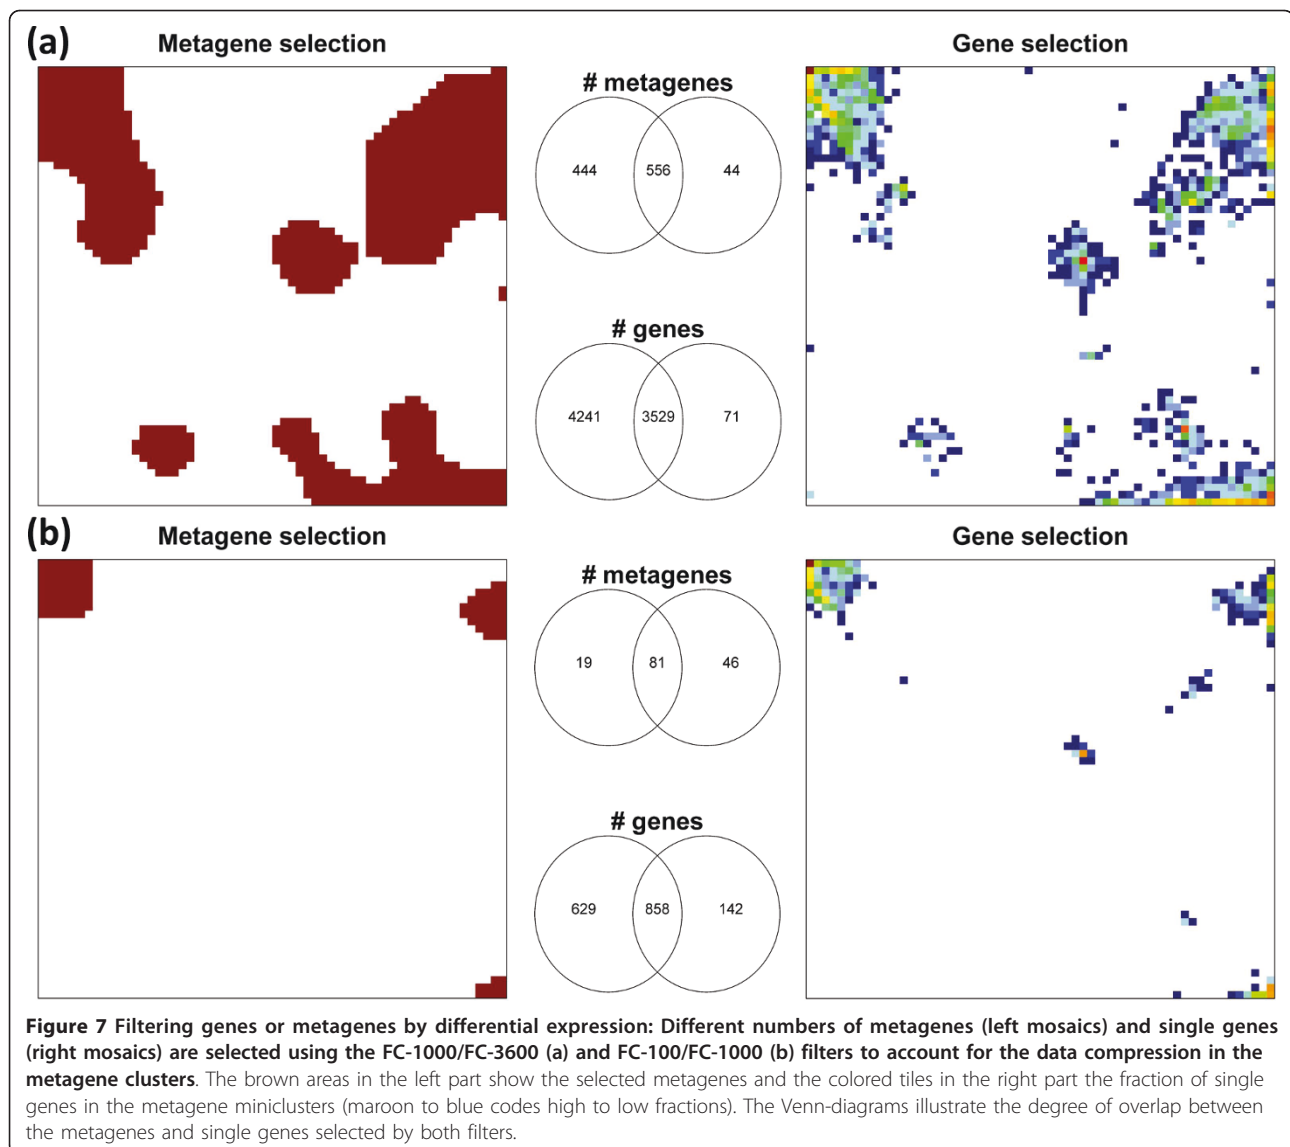 (a)
Metagene selection
# metagenes
444 556 44
# genes
4241 3529 71
Gene selection
(b)
Metagene selection
# metagenes
19 81 46
# genes
629 858 142
Gene selection
Figure 7 Filtering genes or metagenes by differential expression: Different numbers of metagenes (left mosaics) and single genes
(right mosaics) are selected using the FC-1000/FC-3600 (a) and FC-100/FC-1000 (b) filters to account for the data compression in the
metagene clusters. The brown areas in the left part show the selected metagenes and the colored tiles in the right part the fraction of single
genes in the metagene miniclusters (maroon to blue codes high to low fractions). The Venn-diagrams illustrate the degree of overlap between
the metagenes and single genes selected by both filters.